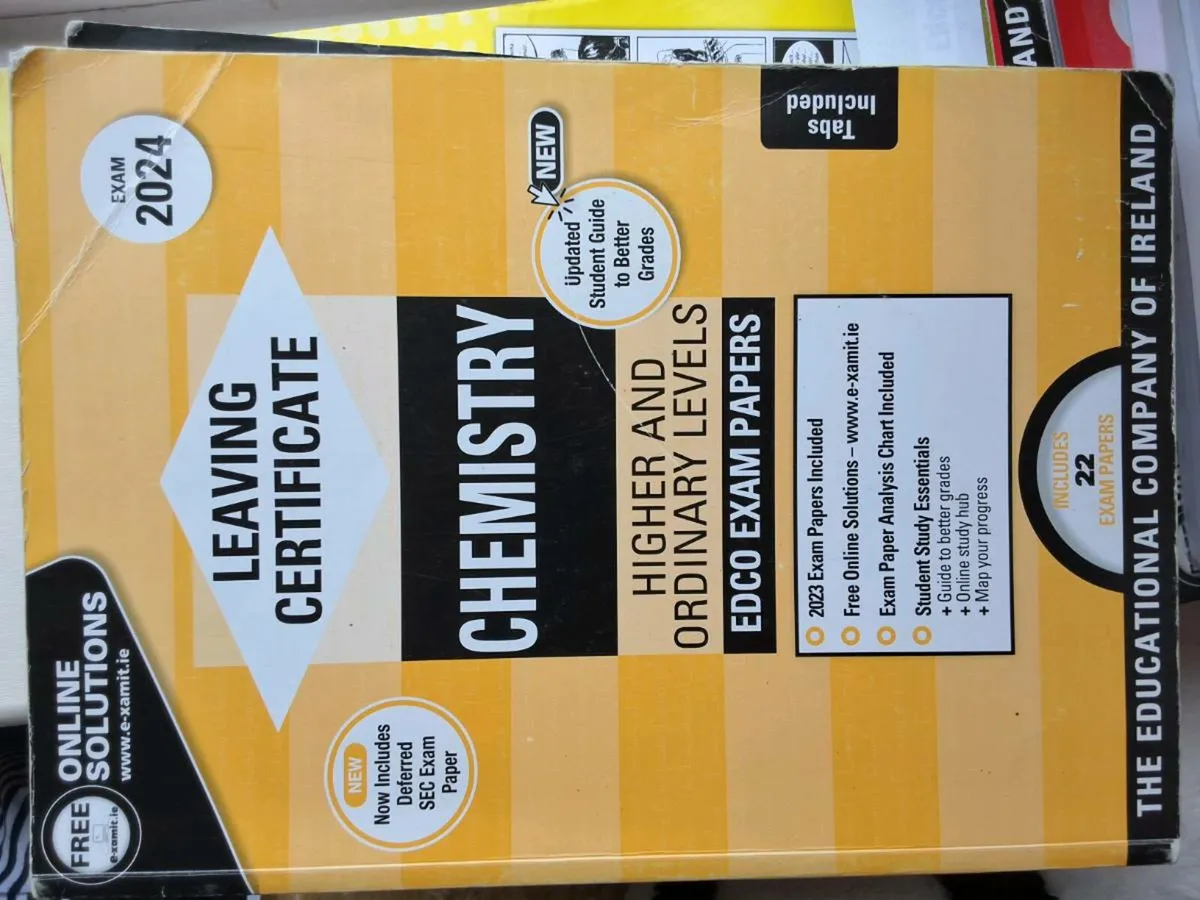 FREE
e-xamit.ie
ONLINE
SOLUTIONS
www.e-xamit.ie
EXAM
2024
LEAVING
CERTIFICATE
NEW
Now Includes
Deferred
SEC Exam
Paper
CHEMISTRY
NEW
Updated
Student Guide
to Better
Grades
HIGHER AND
ORDINARY LEVELS
EDCO EXAM PAPERS
Tabs
Included
2023 Exam Papers Included
Free Online Solutions – www.e-xamit.ie
Exam Paper Analysis Chart Included
Student Study Essentials
+ Guide to better grades
+ Online study hub
+ Map your progress
INCLUDES
22
EXAM PAPERS
THE EDUCATIONAL COMPANY OF IRELAND
AND